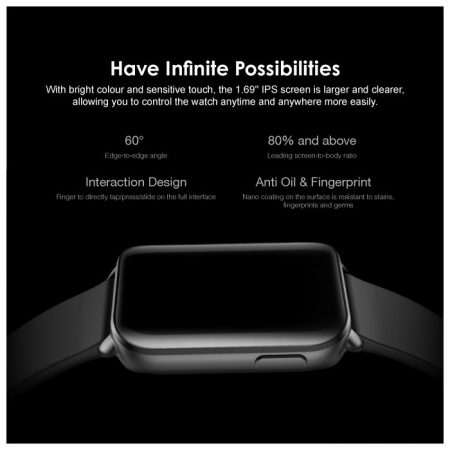 Have Infinite Possibilities
With bright colour and sensitive touch, the 1.69" IPS screen is larger and clearer,
allowing you to control the watch anytime and anywhere more easily.
60°
Edge-to-edge angle
80% and above
Leading screen-to-body ratio
Interaction Design
Finger to directly tap/press/slide on the full interface
Anti Oil & Fingerprint
Nano coating on the surface is resistant to stains,
fingerprints and germs